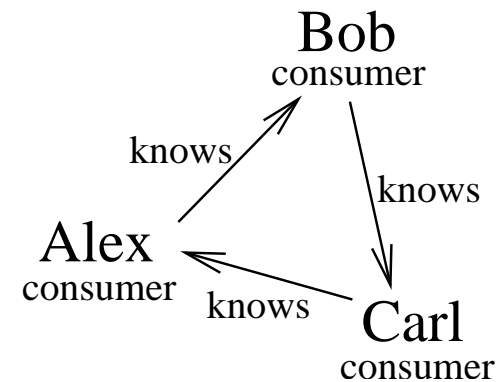 Bob
consumer
knows
knows
Alex
consumer
knows
Carl
consumer